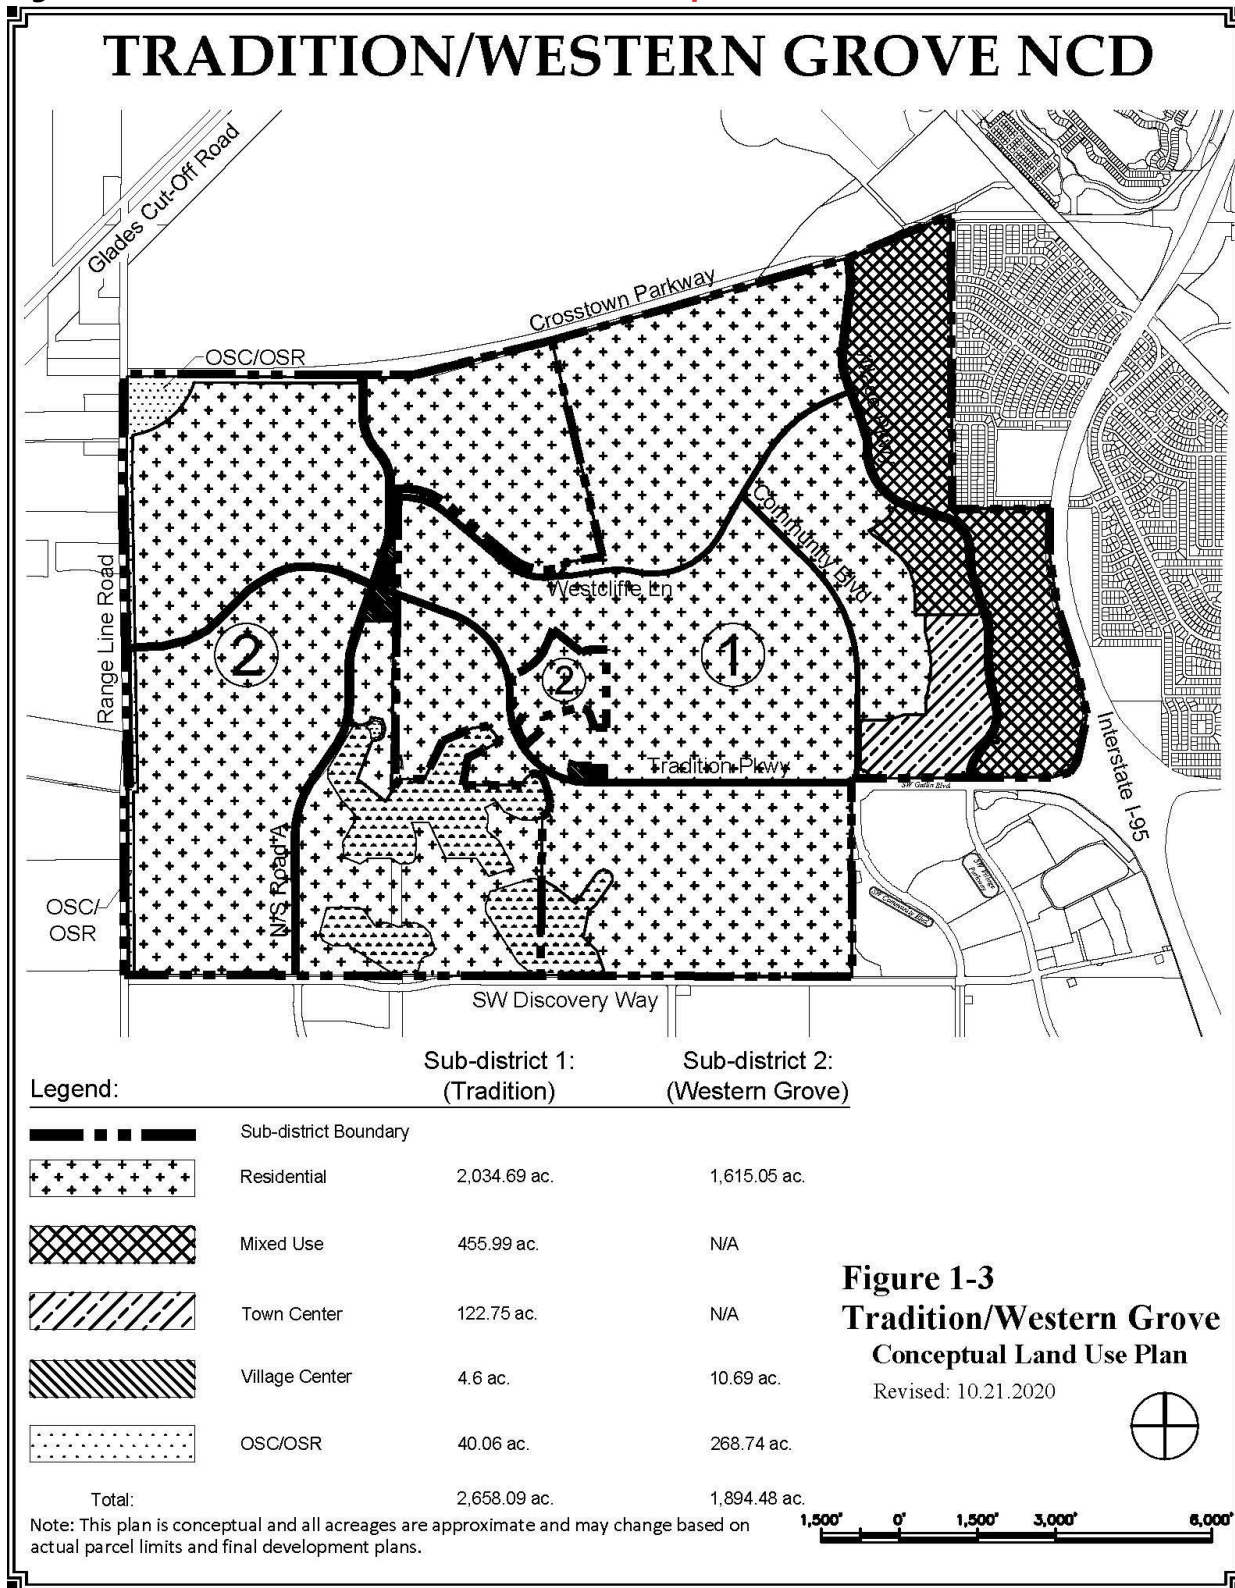 TRADITION/WESTERN GROVE NCD
Glades Cut-Off Road
Crosstown Parkway
OSC/OSR
Community Blvd
Westcliffe Ln
Range Line Road
2
2
1
Tradition Pkwy
SW Gatlin Blvd
Interstate I-95
N/S Road A
SW Village
Parkway
SW Community Blvd
OSC/
OSR
SW Discovery Way
Legend:
Sub-district 1:
(Tradition)
Sub-district 2:
(Western Grove)
Sub-district Boundary
Residential 2,034.69 ac. 1,615.05 ac.
Mixed Use 455.99 ac. N/A
Town Center 122.75 ac. N/A
Village Center 4.6 ac. 10.69 ac.
OSC/OSR 40.06 ac. 268.74 ac.
Total: 2,658.09 ac. 1,894.48 ac.
Note: This plan is conceptual and all acreages are approximate and may change based on
actual parcel limits and final development plans.
Figure 1-3
Tradition/Western Grove
Conceptual Land Use Plan
Revised: 10.21.2020
1,500' 0' 1,500' 3,000' 6,000'